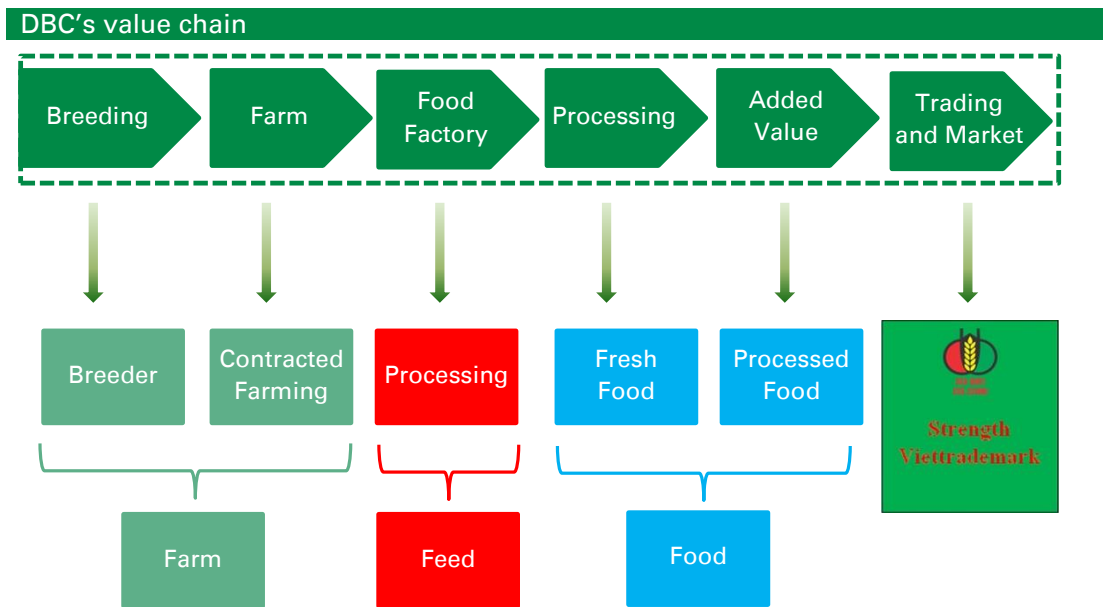 DBC's value chain
Breeding
Farm
Food
Factory
Processing
Added
Value
Trading
and Market
Breeder
Contracted
Farming
Processing
Fresh
Food
Processed
Food
Strength
Viettrademark
Farm
Feed
Food